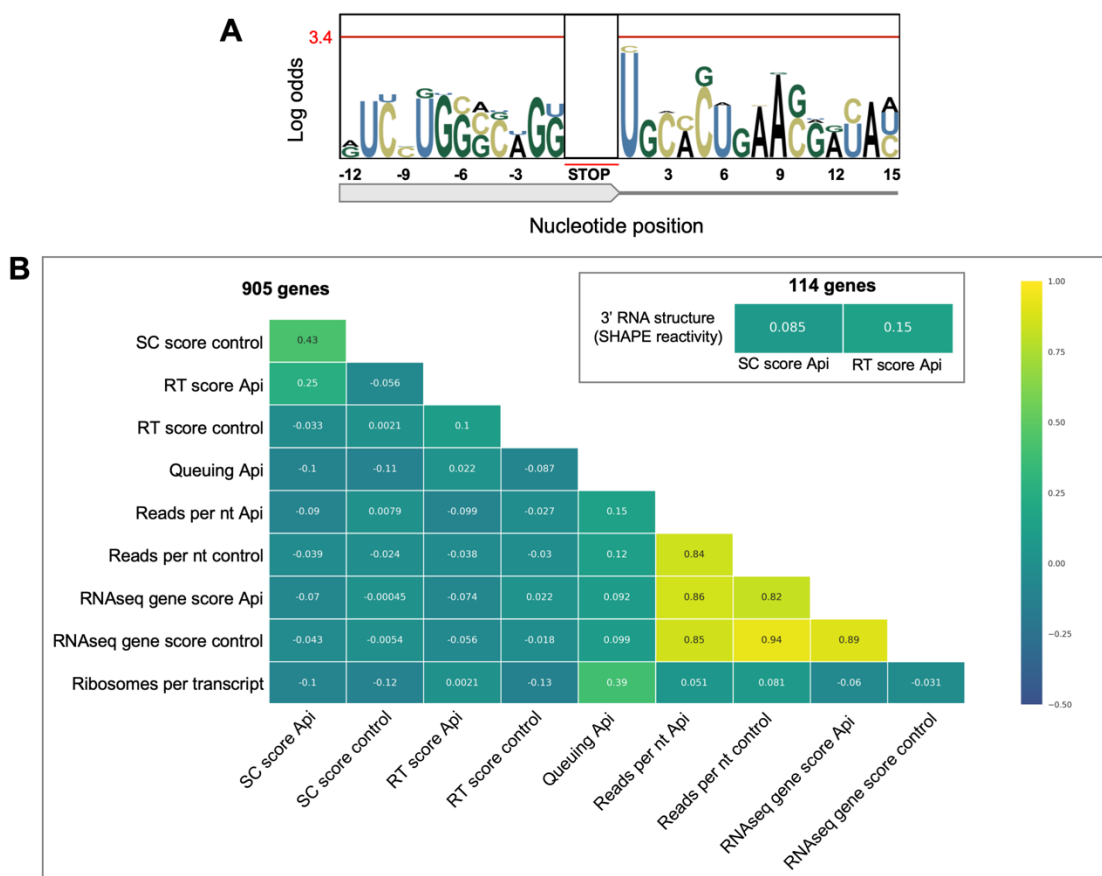 A
3.4
Log odds
-12 -9 -6 -3 STOP 3 6 9 12 15
Nucleotide position
B
905 genes
114 genes
3' RNA structure
(SHAPE reactivity)
0.085 0.15
SC score Api RT score Api
SC score control 0.43
RT score Api 0.25 -0.056
RT score control -0.033 0.0021 0.1
Queuing Api -0.1 -0.11 0.022 -0.087
Reads per nt Api -0.09 0.0079 -0.099 -0.027 0.15
Reads per nt control -0.039 -0.024 -0.038 -0.03 0.12 0.84
RNAseq gene score Api -0.07 -0.00045 -0.074 0.022 0.092 0.86 0.82
RNAseq gene score control -0.043 -0.0054 -0.056 -0.018 0.099 0.85 0.94 0.89
Ribosomes per transcript -0.1 -0.12 0.0021 -0.13 0.39 0.051 0.081 -0.06 -0.031
SC score Api
SC score control
RT score Api
RT score control
Queuing Api
Reads per nt Api
Reads per nt control
RNAseq gene score Api
RNAseq gene score control
1.00
0.75
0.50
0.25
0.00
−0.25
−0.50